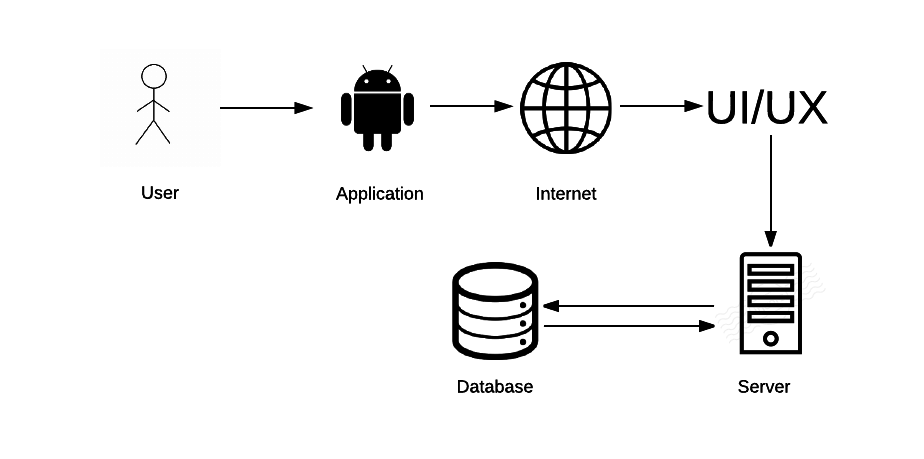 UI/UX
User
Application
Internet
Database
Server